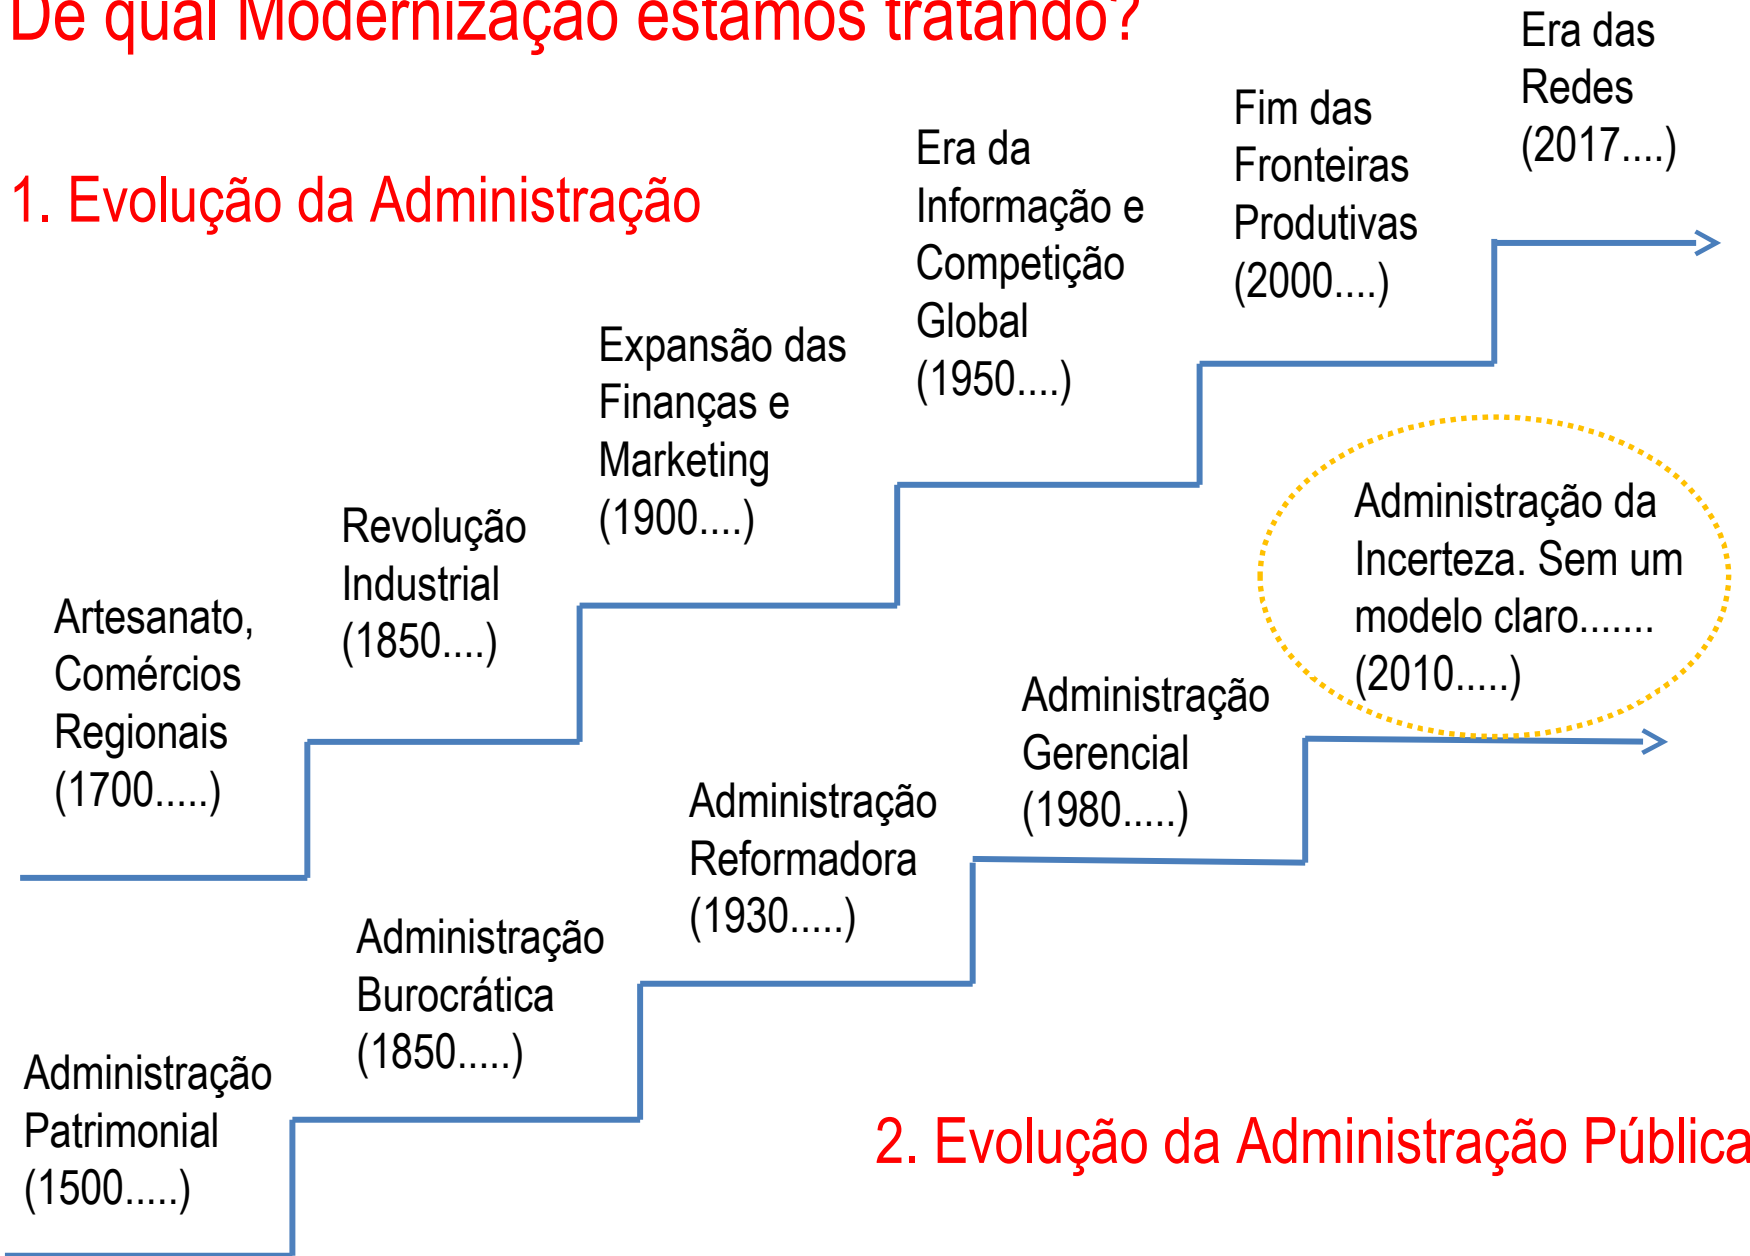 De qual Modernização estamos tratando?
1. Evolução da Administração
Artesanato,
Comércios
Regionais
(1700.....)
Revolução
Industrial
(1850....)
Expansão das
Finanças e
Marketing
(1900....)
Era da
Informação e
Competição
Global
(1950....)
Fim das
Fronteiras
Produtivas
(2000....)
Era das
Redes
(2017....)
Administração
Patrimonial
(1500.....)
Administração
Burocrática
(1850.....)
Administração
Reformadora
(1930.....)
Administração
Gerencial
(1980.....)
Administração da
Incerteza. Sem um
modelo claro.......
(2010.....)
2. Evolução da Administração Pública